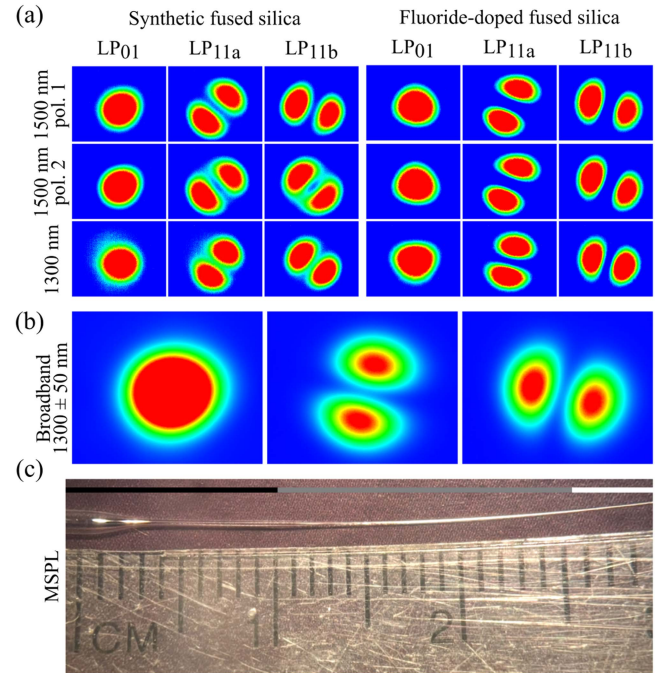 (a)
Synthetic fused silica
Fluoride-doped fused silica
LP01 LP11a LP11b LP01 LP11a LP11b
1500 nm
pol. 1
1500 nm
pol. 2
1300 nm
(b)
Broadband
1300 ± 50 nm
(c)
MSPL
CM 1 2